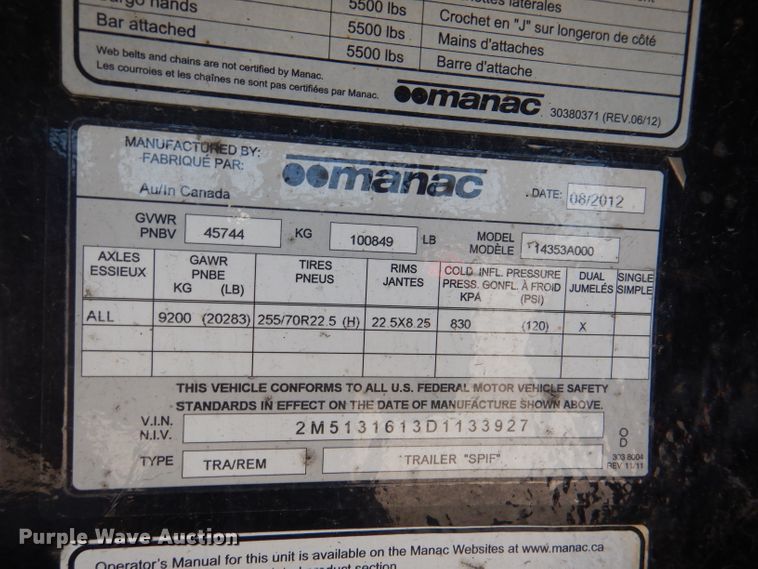 5500 lbs
Bar attached 5500 lbs Crochet en "J" sur longeron de côté
5500 lbs Mains d'attaches
Barre d'attache
Web belts and chains are not certified by Manac.
Les courroies et les chaînes ne sont pas certifiées par Manac.
manac 30380371 (REV.06/12)
MANUFACTURED BY:
FABRIQUÉ PAR: manac
Au/In Canada DATE: 08/2012
GVWR
PNBV 45744 KG 100849 LB MODEL
MODÈLE 14353A000
AXLES
ESSIEUX
GAWR
PNBE
KG (LB)
TIRES
PNEUS
RIMS
JANTES
COLD INFL. PRESSURE
PRESS. GONFL. À FROID
KPA (PSI)
DUAL
JUMELÉS
SINGLE
SIMPLE
ALL 9200 (20283) 255/70R22.5 (H) 22.5X8.25 830 (120) X
THIS VEHICLE CONFORMS TO ALL U.S. FEDERAL MOTOR VEHICLE SAFETY
STANDARDS IN EFFECT ON THE DATE OF MANUFACTURE SHOWN ABOVE.
V.I.N.
N.I.V. 2M5131613D1133927
O
D
TYPE TRA/REM TRAILER "SPIF"
303 8004
REV 11/11
Operator's Manual for this unit is available on the Manac Websites at www.manac.ca
Purple Wave Auction